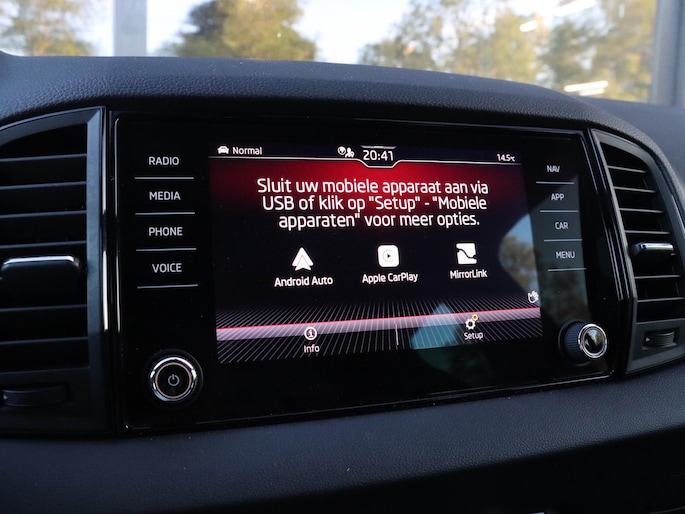 Normal
20:41
14.5°C
RADIO
MEDIA
PHONE
VOICE
Sluit uw mobiele apparaat aan via
USB of klik op "Setup" - "Mobiele
apparaten" voor meer opties.
Android Auto
Apple CarPlay
MirrorLink
Info
Setup
NAV
APP
CAR
MENU